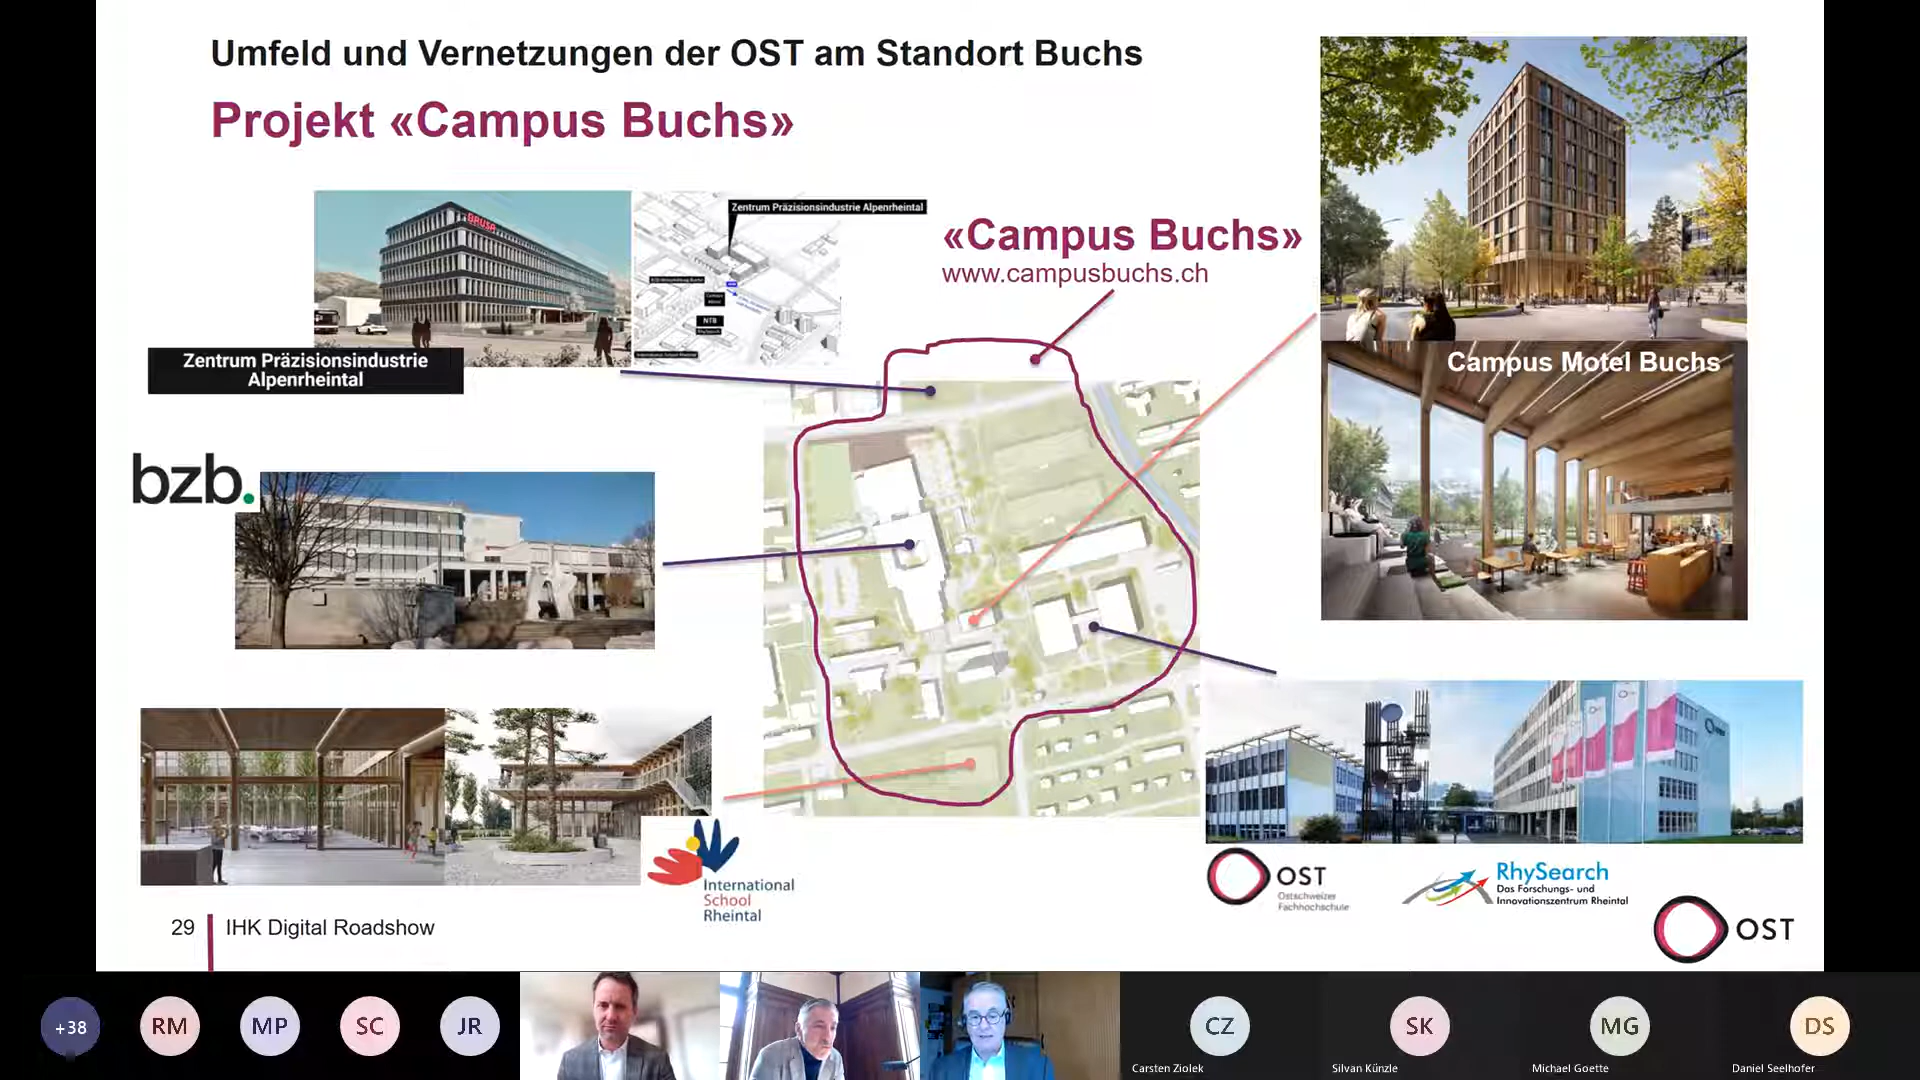 Umfeld und Vernetzungen der OST am Standort Buchs
Projekt «Campus Buchs»
BRUSA
Zentrum Präzisionsindustrie Alpenrheintal
NTB
Zentrum Präzisionsindustrie
Alpenrheintal
«Campus Buchs»
www.campusbuchs.ch
Campus Motel Buchs
bzb.
International
School
Rheintal
OST
Ostschweizer
Fachhochschule
RhySearch
Das Forschungs- und
Innovationszentrum Rheintal
29
IHK Digital Roadshow
OST
+38
RM
MP
SC
JR
CZ
Carsten Ziolek
SK
Silvan Künzle
MG
Michael Goette
DS
Daniel Seelhofer